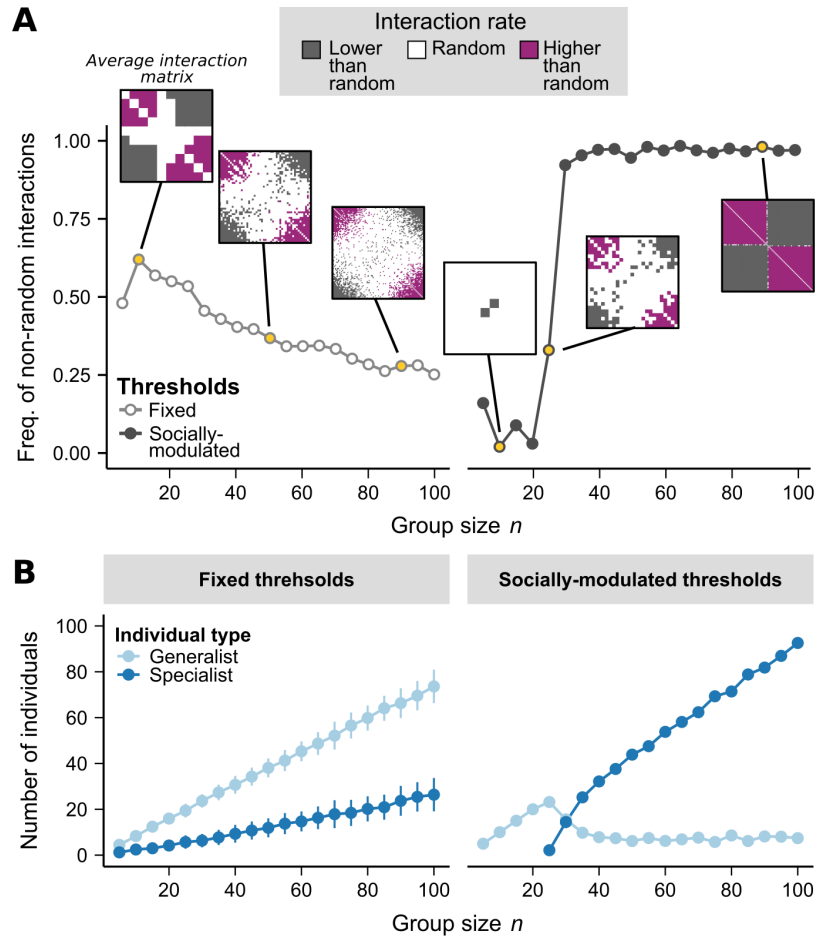 A
Interaction rate
Lower than random
Random
Higher than random
Average interaction
matrix
Freq. of non-random interactions
1.00
0.75
0.50
0.25
0.00
Thresholds
Fixed
Socially-
modulated
20 40 60 80 100
20 40 60 80 100
Group size n
B
Fixed threhsolds
Socially-modulated thresholds
Number of individuals
100
80
60
40
20
0
Individual type
Generalist
Specialist
20 40 60 80 100
20 40 60 80 100
Group size n